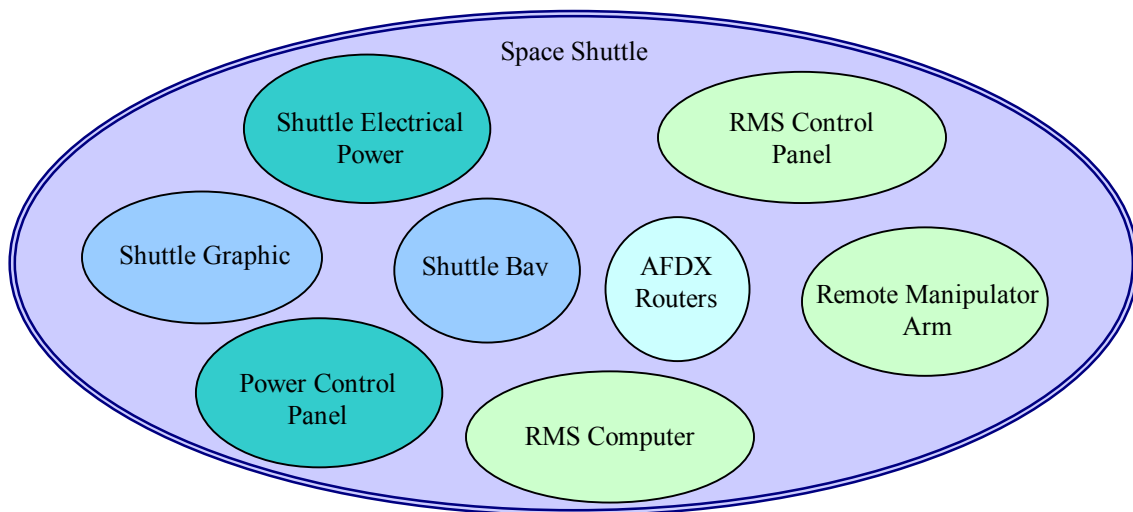 Space Shuttle
Shuttle Electrical
Power
RMS Control
Panel
Shuttle Graphic
Shuttle Bav
AFDX
Routers
Remote Manipulator
Arm
Power Control
Panel
RMS Computer